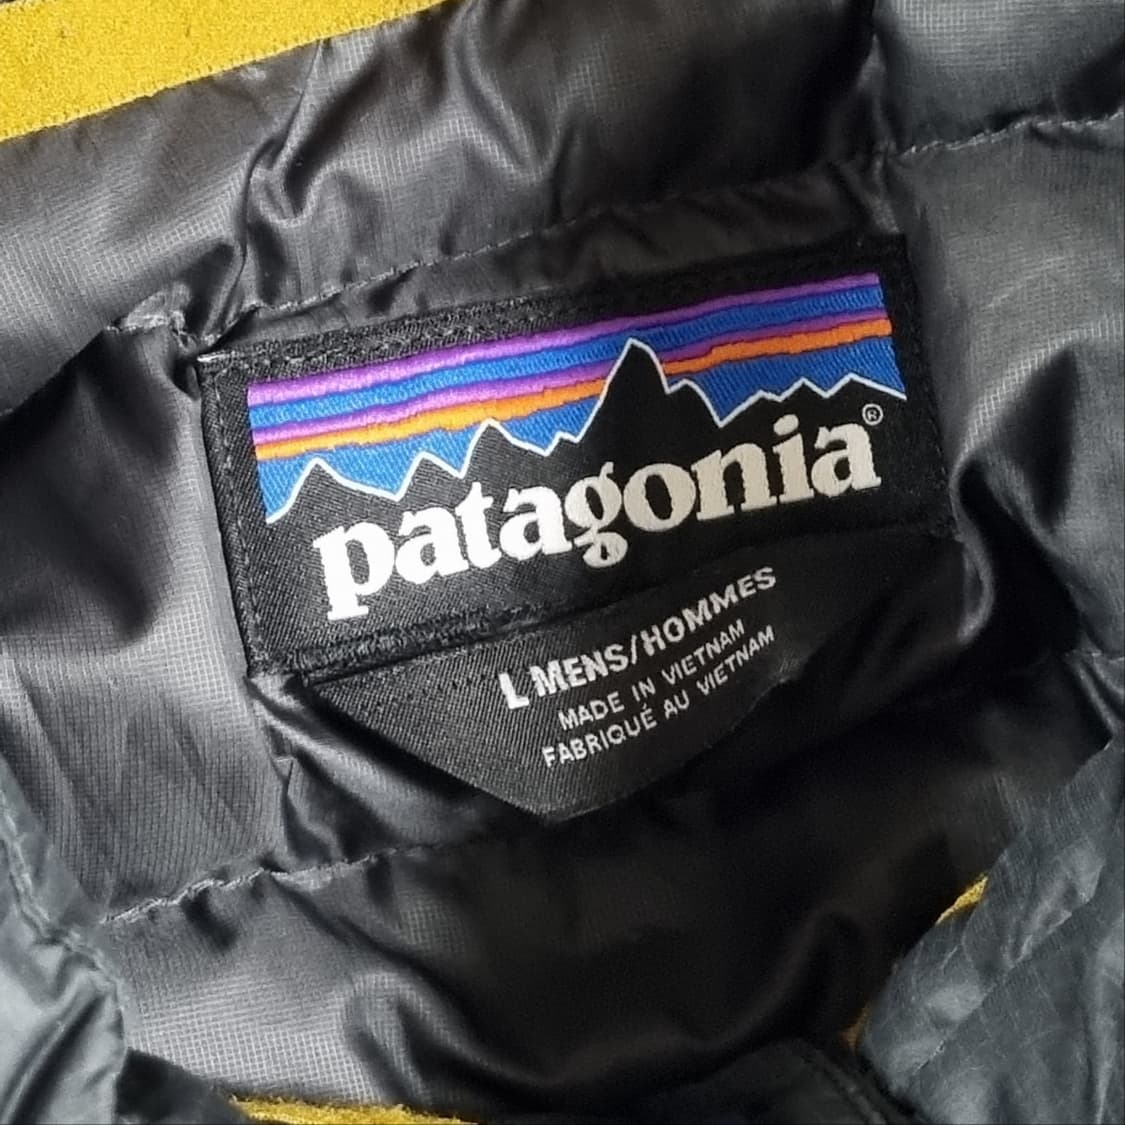 patagonia®
L MENS/HOMMES
MADE IN VIETNAM
FABRIQUÉ AU VIETNAM